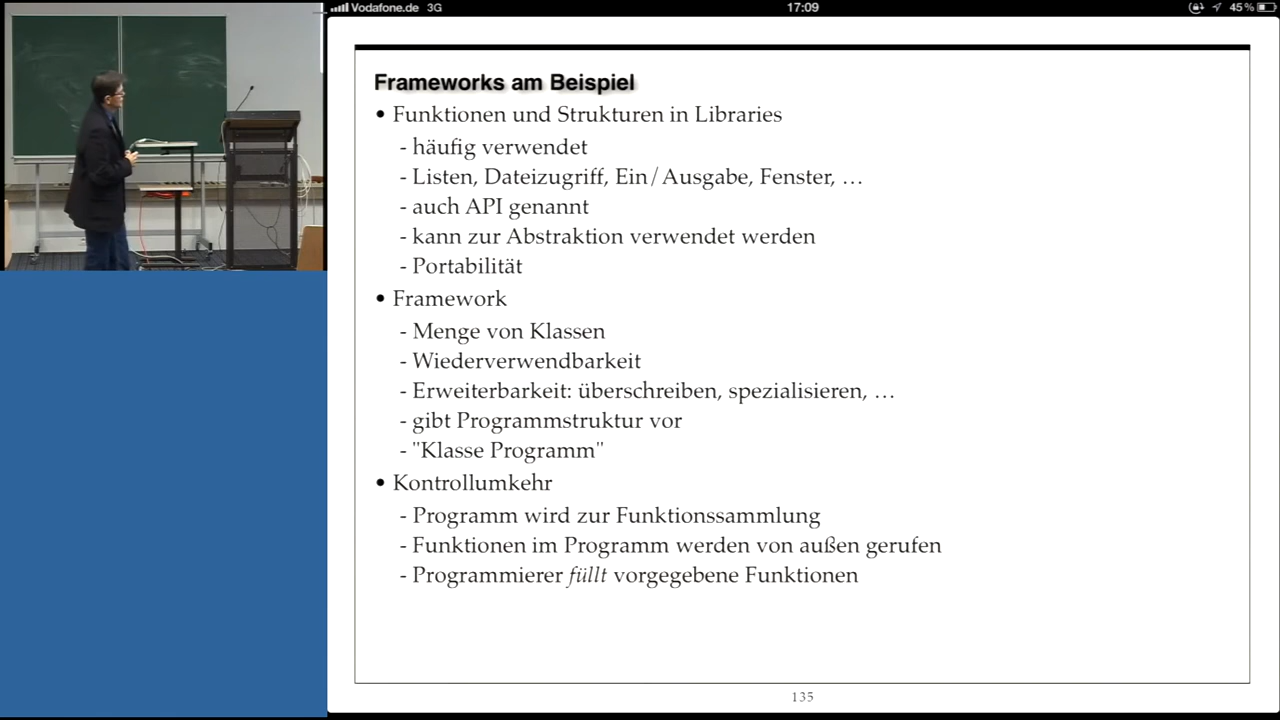 Vodafone.de 3G 17:09 45 %
Frameworks am Beispiel
• Funktionen und Strukturen in Libraries
- häufig verwendet
- Listen, Dateizugriff, Ein/Ausgabe, Fenster, …
- auch API genannt
- kann zur Abstraktion verwendet werden
- Portabilität
• Framework
- Menge von Klassen
- Wiederverwendbarkeit
- Erweiterbarkeit: überschreiben, spezialisieren, …
- gibt Programmstruktur vor
- "Klasse Programm"
• Kontrollumkehr
- Programm wird zur Funktionssammlung
- Funktionen im Programm werden von außen gerufen
- Programmierer füllt vorgegebene Funktionen
135